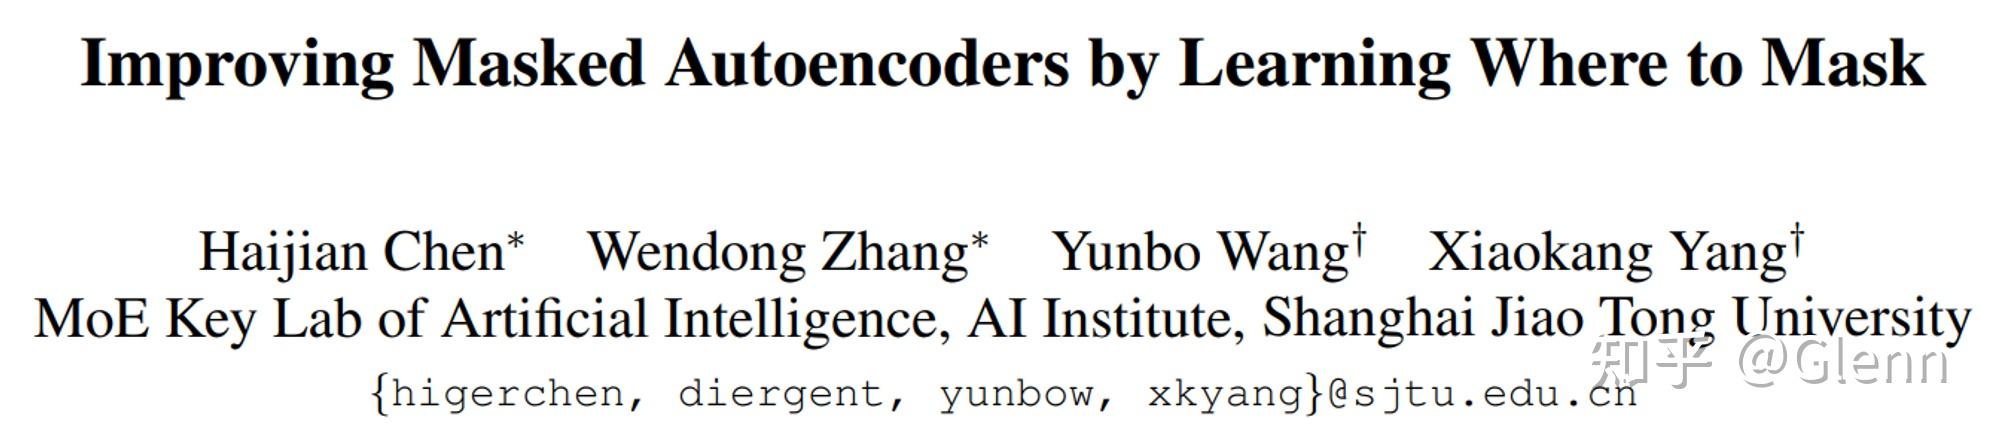 Improving Masked Autoencoders by Learning Where to Mask
Haijian Chen* Wendong Zhang* Yunbo Wang† Xiaokang Yang†
MoE Key Lab of Artificial Intelligence, AI Institute, Shanghai Jiao Tong University
{higerchen, diergent, yunbow, xkyang}@sjtu.edu.cn
知乎 @Glenn